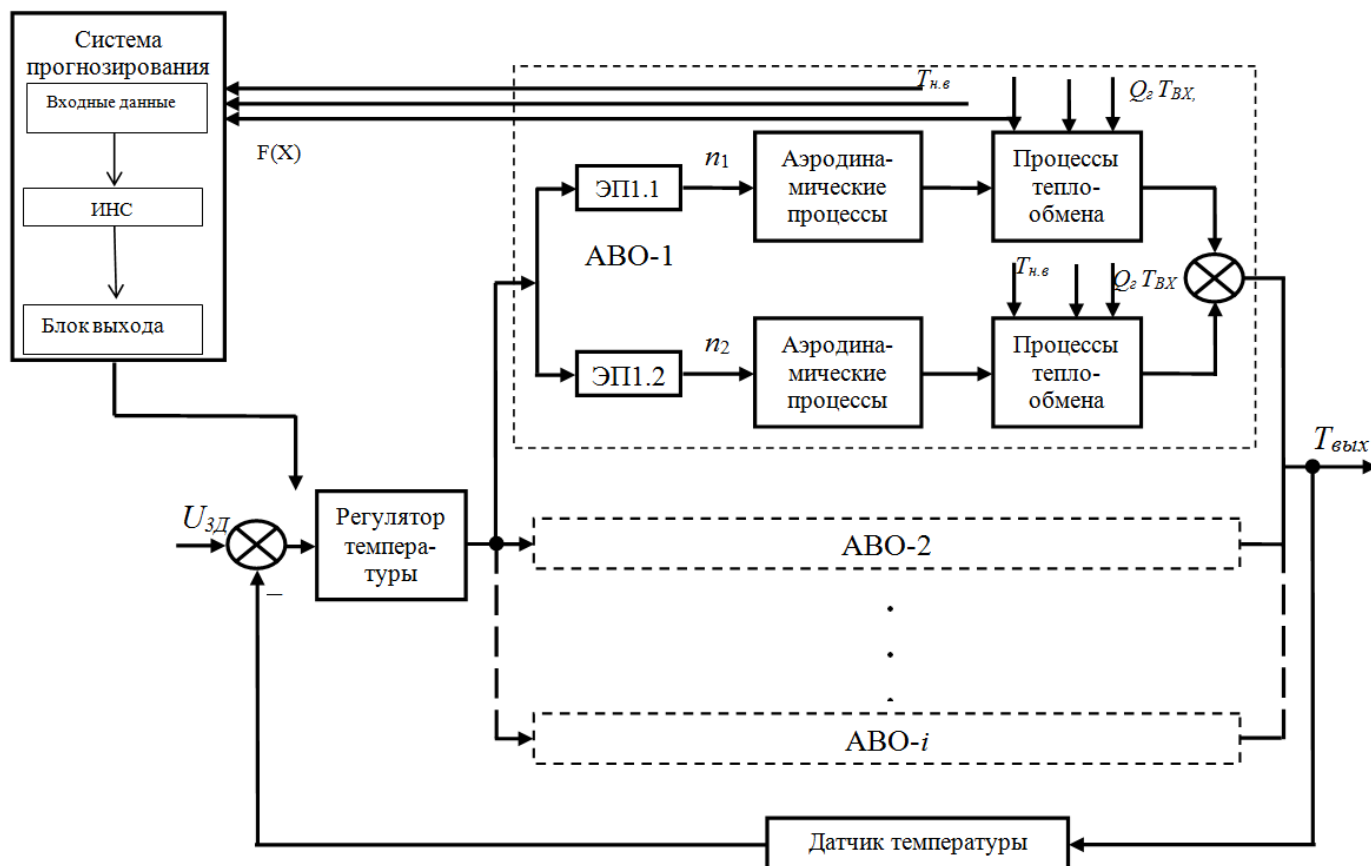 Система
прогнозирования
Входные данные
ИНС
Блок выхода
F(X)
Tн.в
Qг TВХ,
ЭП1.1
n1
Аэродина-
мические
процессы
Процессы
тепло-
обмена
АВО-1
Tн.в
Qг TВХ
ЭП1.2
n2
Аэродина-
мические
процессы
Процессы
тепло-
обмена
Tвых
UЗД
Регулятор
темпера-
туры
–
АВО-2
.
.
.
АВО-i
Датчик температуры